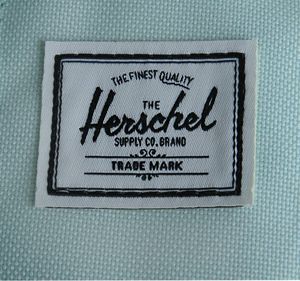 THE FINEST QUALITY
THE
Herschel
SUPPLY CO. BRAND
TRADE MARK